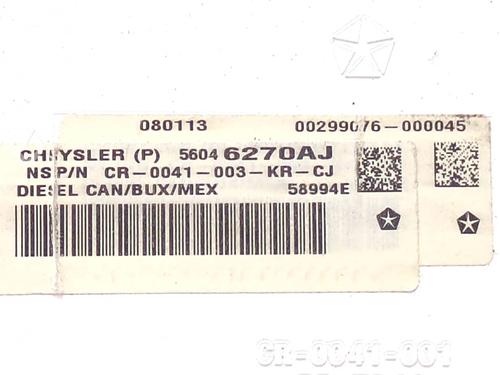 080113 00299076-000045
CHRYSLER (P) 5604 6270AJ
NS P/N CR-0041-003-KR-CJ
DIESEL CAN/BUX/MEX 58994E
CR-0041-001